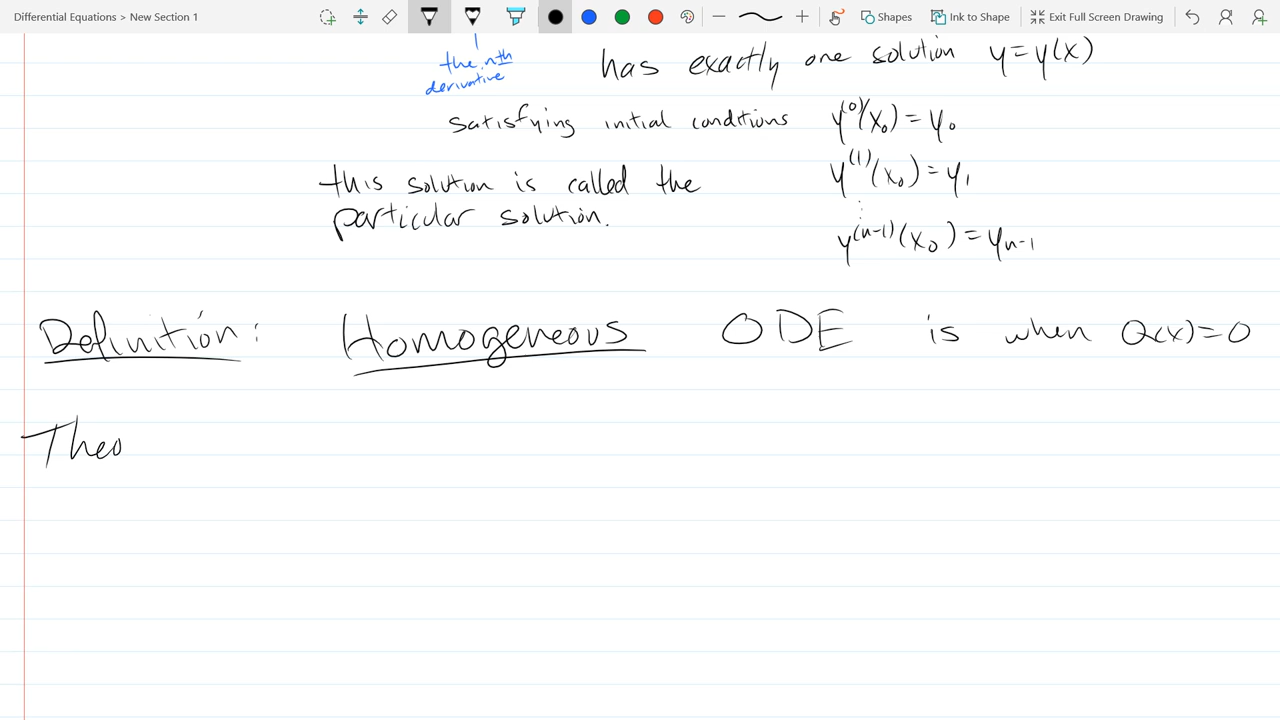 Differential Equations > New Section 1
Shapes
Ink to Shape
Exit Full Screen Drawing
the nth
derivative
has exactly one solution y=y(x)
satisfying initial conditions y^(0)(x₀) = y₀
this solution is called the y^(1)(x₀) = y₁
particular solution.
⋮
y^(n-1)(x₀) = yₙ₋₁
Definition: Homogeneous ODE is when Q(x)=0
Theo